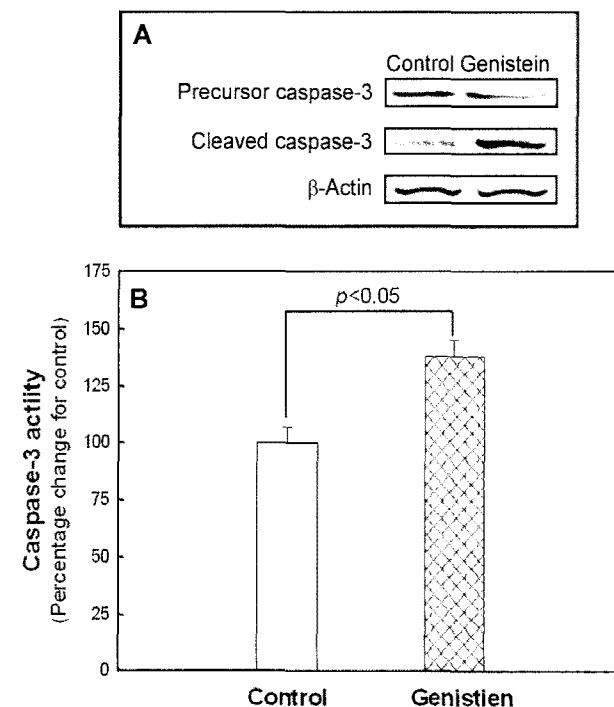 A
Control Genistein
Precursor caspase-3
Cleaved caspase-3
β-Actin
B
p<0.05
175
150
125
100
75
50
25
0
Caspase-3 actiity
(Percentage change for control)
Control Genistien